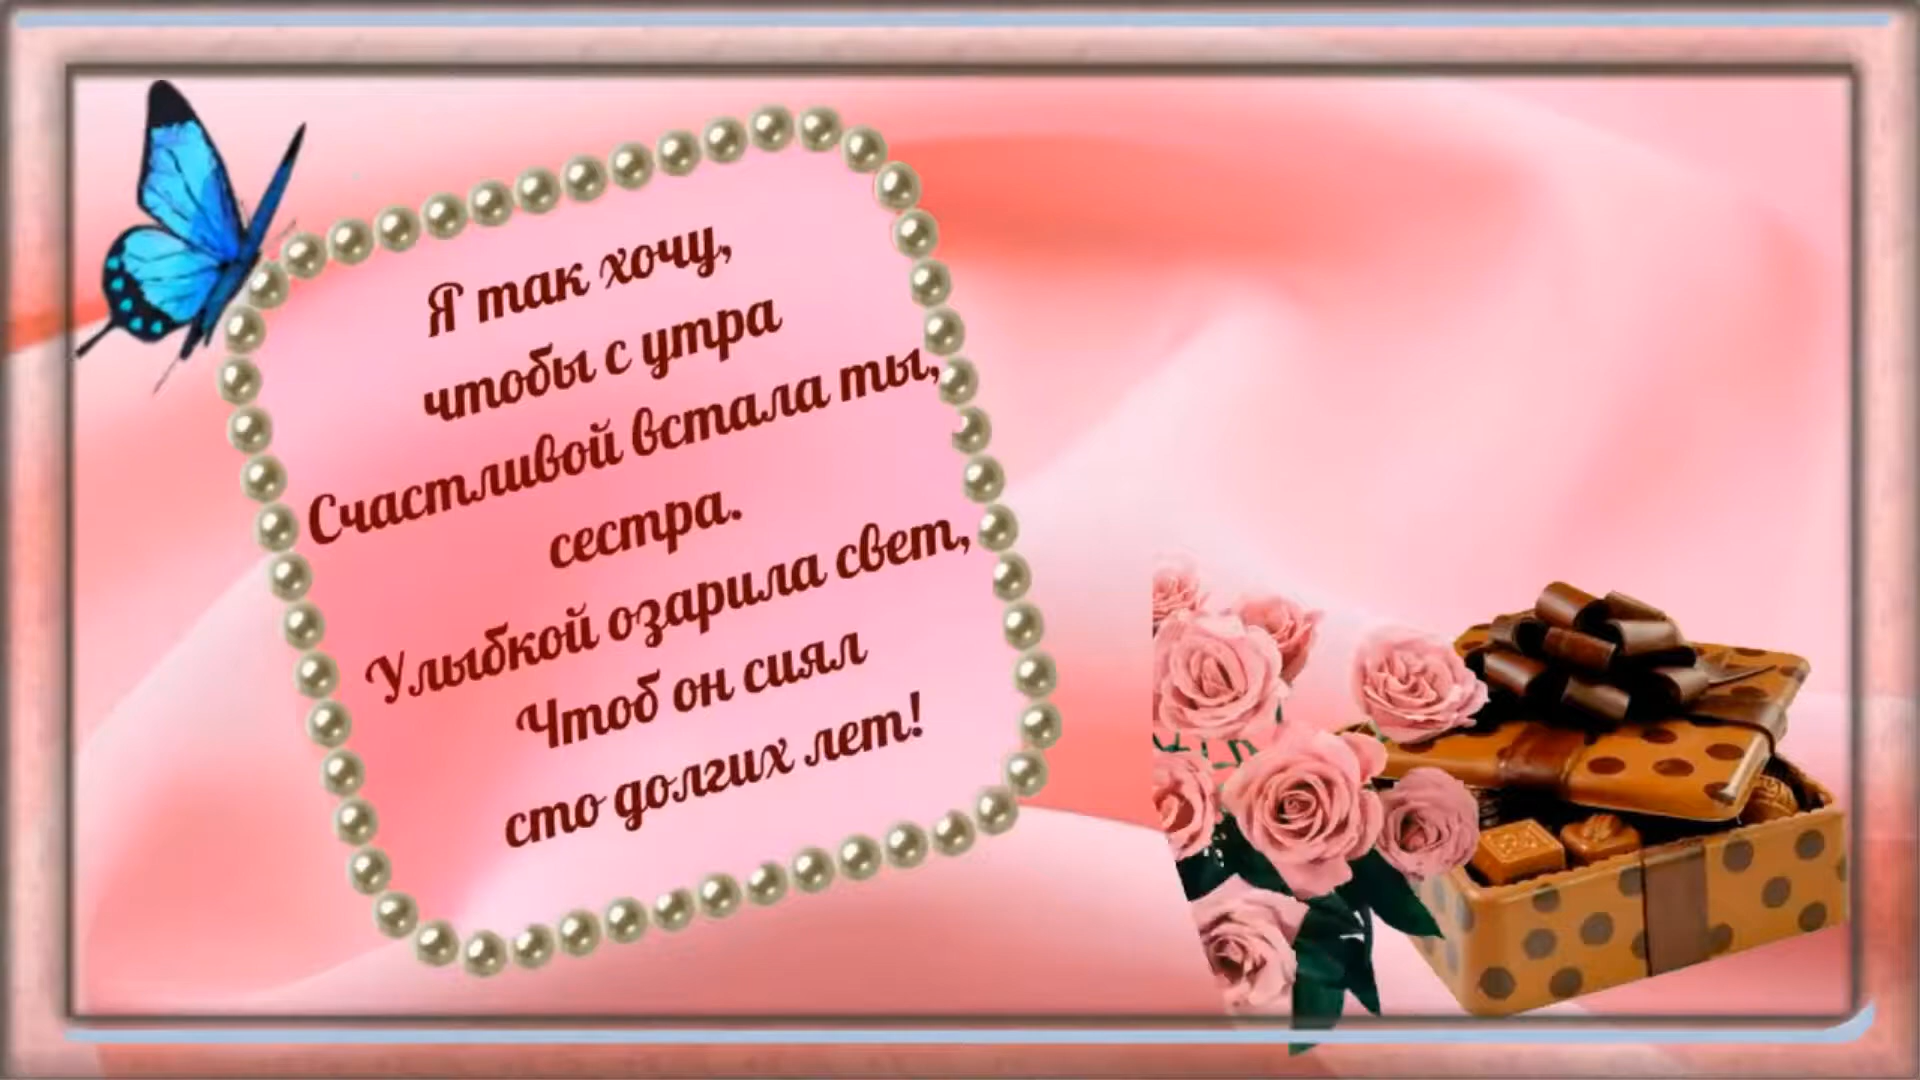 Я так хочу,
чтобы с утра
Счастливой встала ты,
сестра.
Улыбкой озарила свет,
Чтоб он сиял
сто долгих лет!